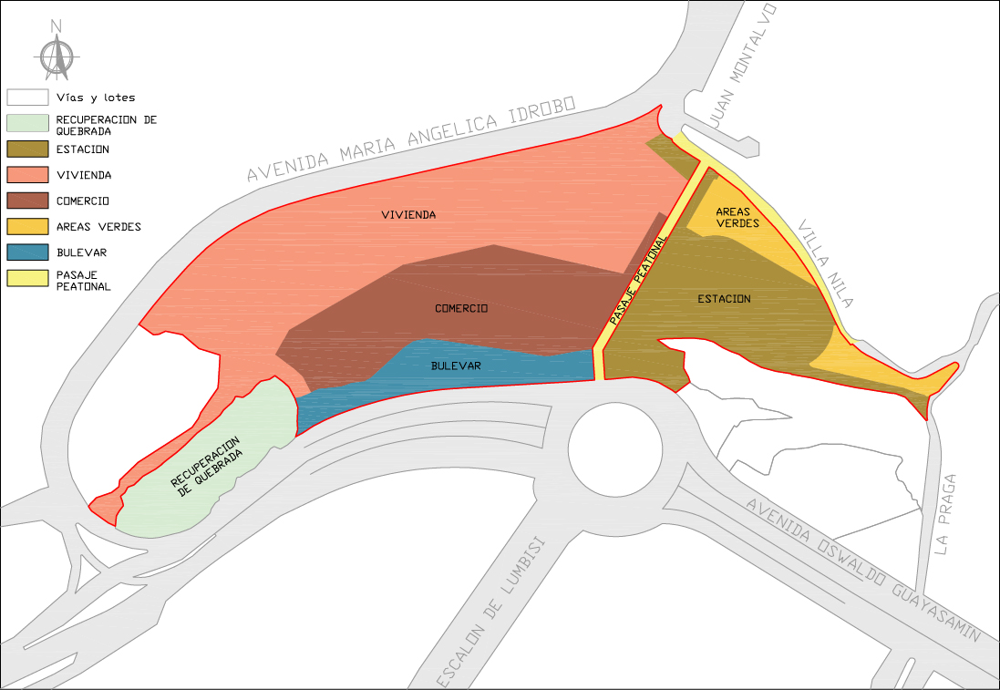 N
Vías y lotes
RECUPERACION DE
QUEBRADA
ESTACION
VIVIENDA
COMERCIO
AREAS VERDES
BULEVAR
PASAJE
PEATONAL
AVENIDA MARIA ANGELICA IDROBO
JUAN MONTALVO
VIVIENDA
AREAS
VERDES
VILLA NILA
PASAJE PEATONAL
ESTACION
COMERCIO
BULEVAR
RECUPERACION
DE QUEBRADA
LA PRAGA
AVENIDA OSWALDO GUAYASAMIN
ESCALON DE LUMBISI